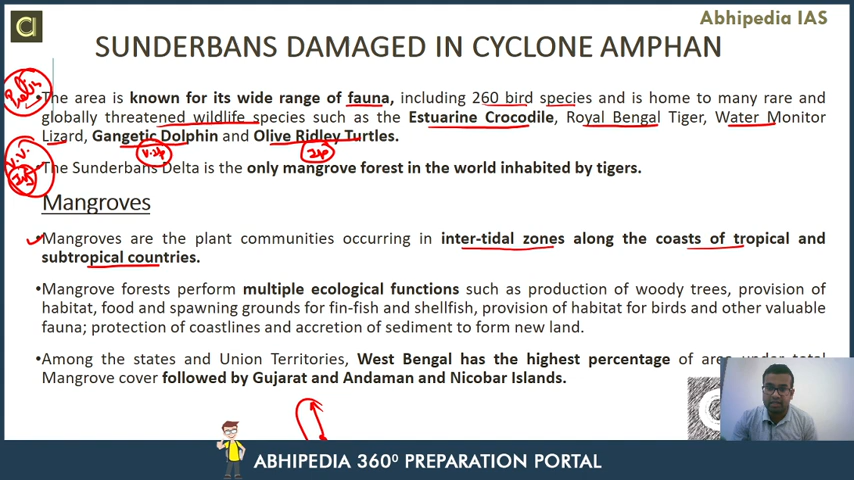 Abhipedia IAS
SUNDERBANS DAMAGED IN CYCLONE AMPHAN
•The area is known for its wide range of fauna, including 260 bird species and is home to many rare and
globally threatened wildlife species such as the Estuarine Crocodile, Royal Bengal Tiger, Water Monitor
Lizard, Gangetic Dolphin and Olive Ridley Turtles.
•The Sunderbans Delta is the only mangrove forest in the world inhabited by tigers.
Mangroves
•Mangroves are the plant communities occurring in inter-tidal zones along the coasts of tropical and
subtropical countries.
•Mangrove forests perform multiple ecological functions such as production of woody trees, provision of
habitat, food and spawning grounds for fin-fish and shellfish, provision of habitat for birds and other valuable
fauna; protection of coastlines and accretion of sediment to form new land.
•Among the states and Union Territories, West Bengal has the highest percentage of area under total
Mangrove cover followed by Gujarat and Andaman and Nicobar Islands.
ABHIPEDIA 360⁰ PREPARATION PORTAL